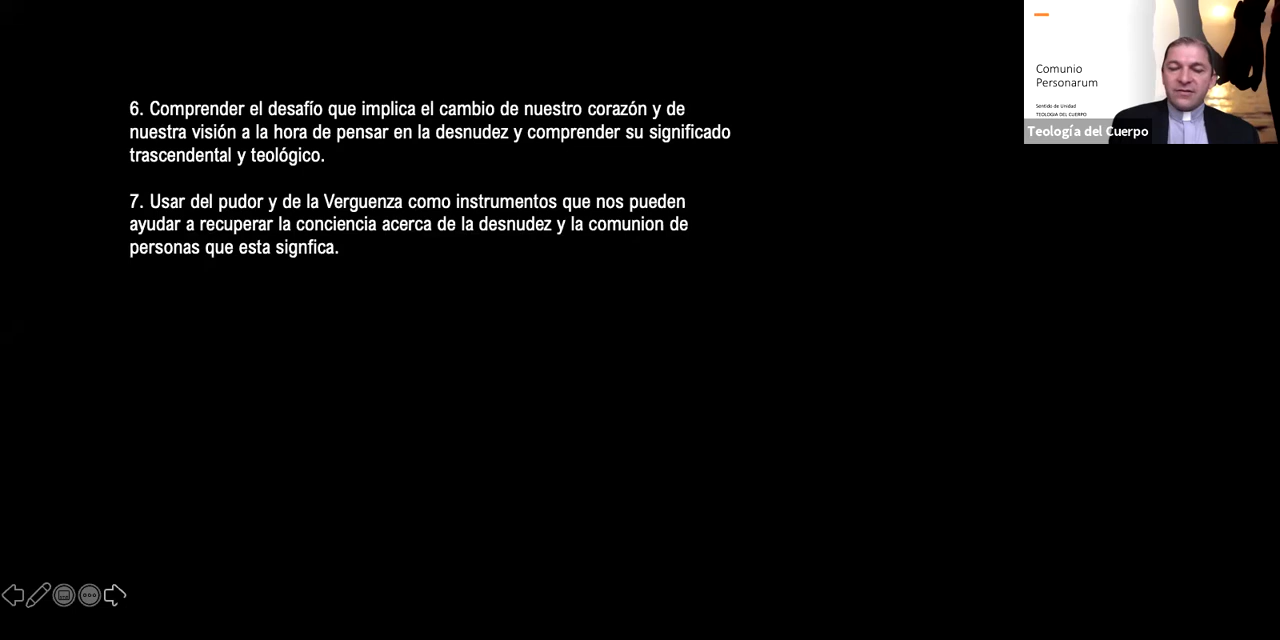 6. Comprender el desafío que implica el cambio de nuestro corazón y de
nuestra visión a la hora de pensar en la desnudez y comprender su significado
trascendental y teológico.
7. Usar del pudor y de la Verguenza como instrumentos que nos pueden
ayudar a recuperar la conciencia acerca de la desnudez y la comunion de
personas que esta signfica.
Comunio
Personarum
Sentido de Unidad
TEOLOGIA DEL CUERPO
Teología del Cuerpo